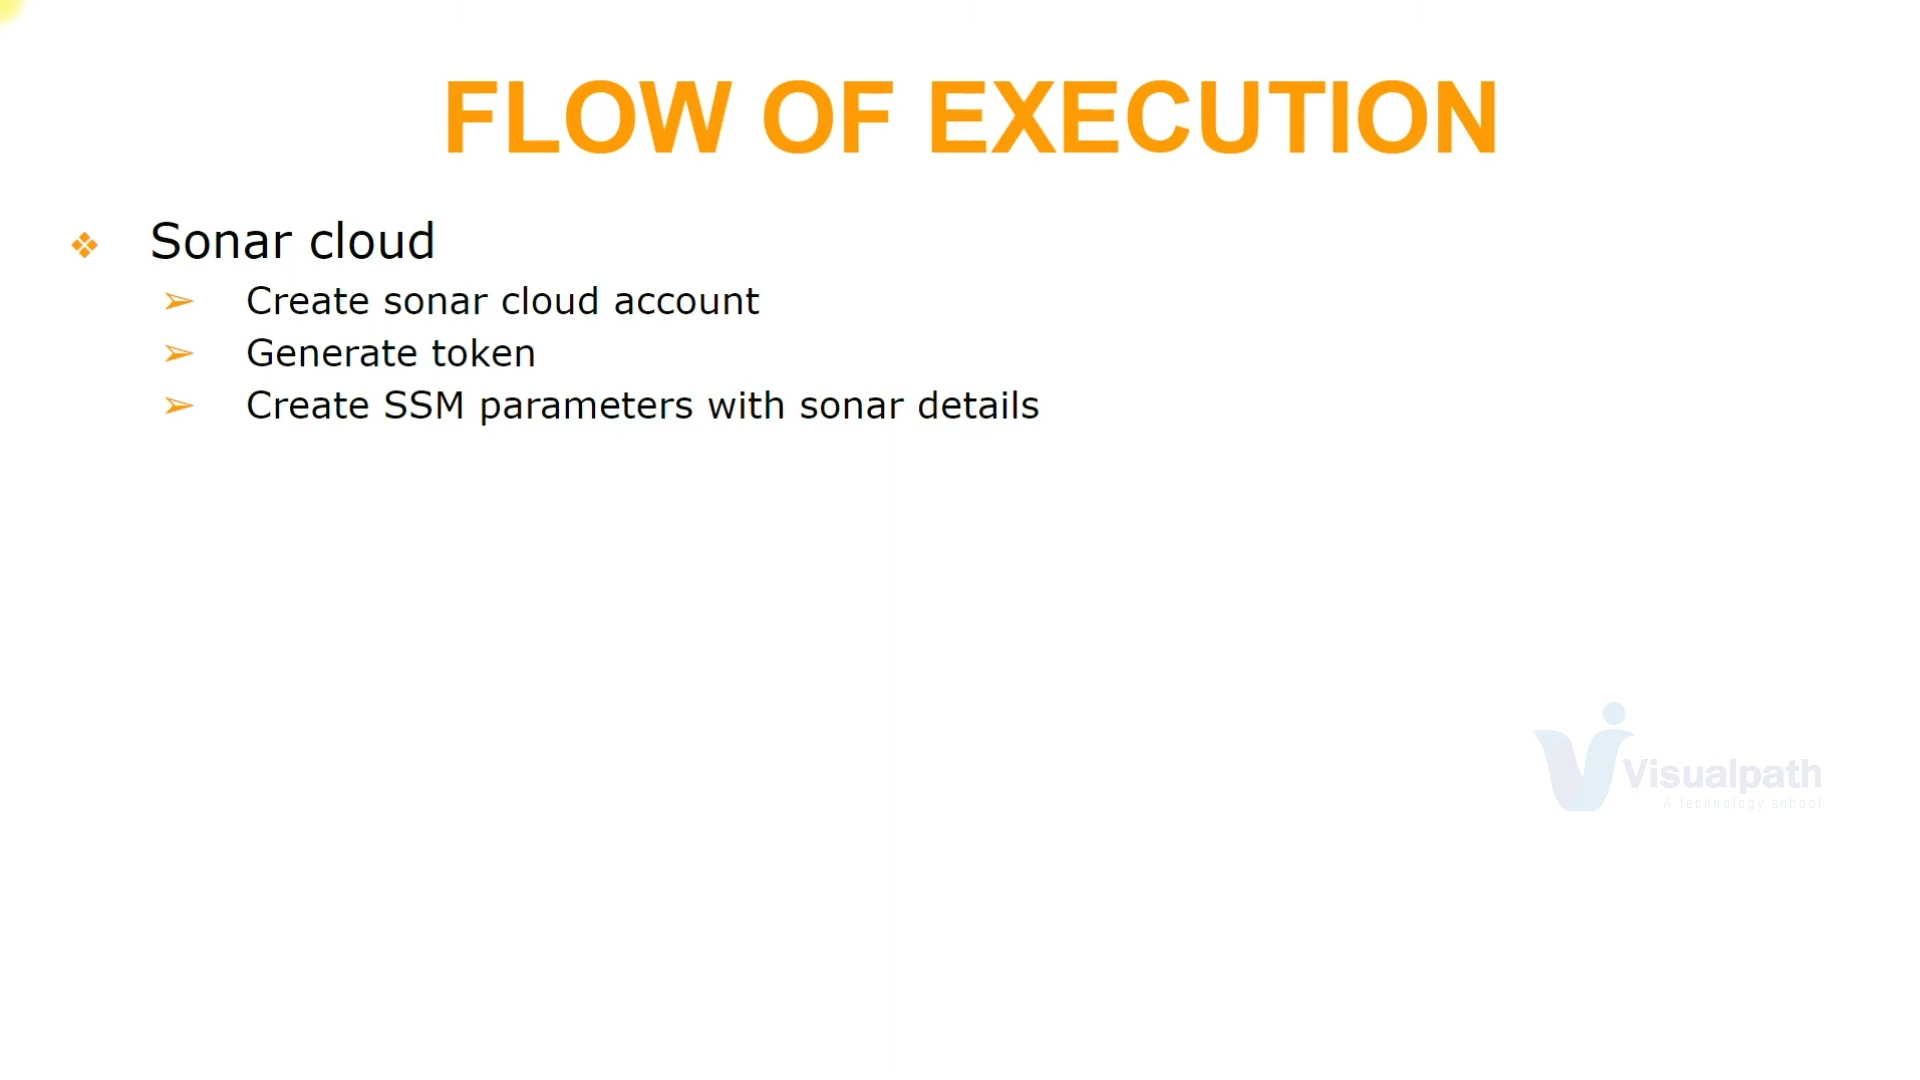 FLOW OF EXECUTION
❖ Sonar cloud
➢ Create sonar cloud account
➢ Generate token
➢ Create SSM parameters with sonar details
Visualpath
A technology school